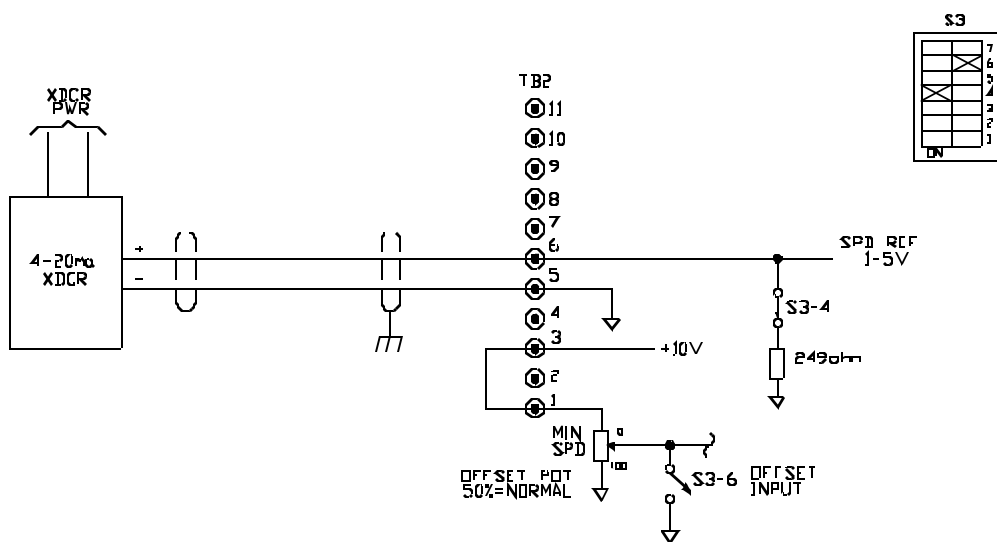 S3
7
6
5
4
3
2
1
ON
XDCR
PWR
TB2
11
10
9
8
7
6
5
4
3
2
1
4-20ma
XDCR
+
-
SPD REF
1-5V
S3-4
249ohm
+10V
MIN
SPD
0
100
OFFSET POT
50%=NORMAL
S3-6
OFFSET
INPUT